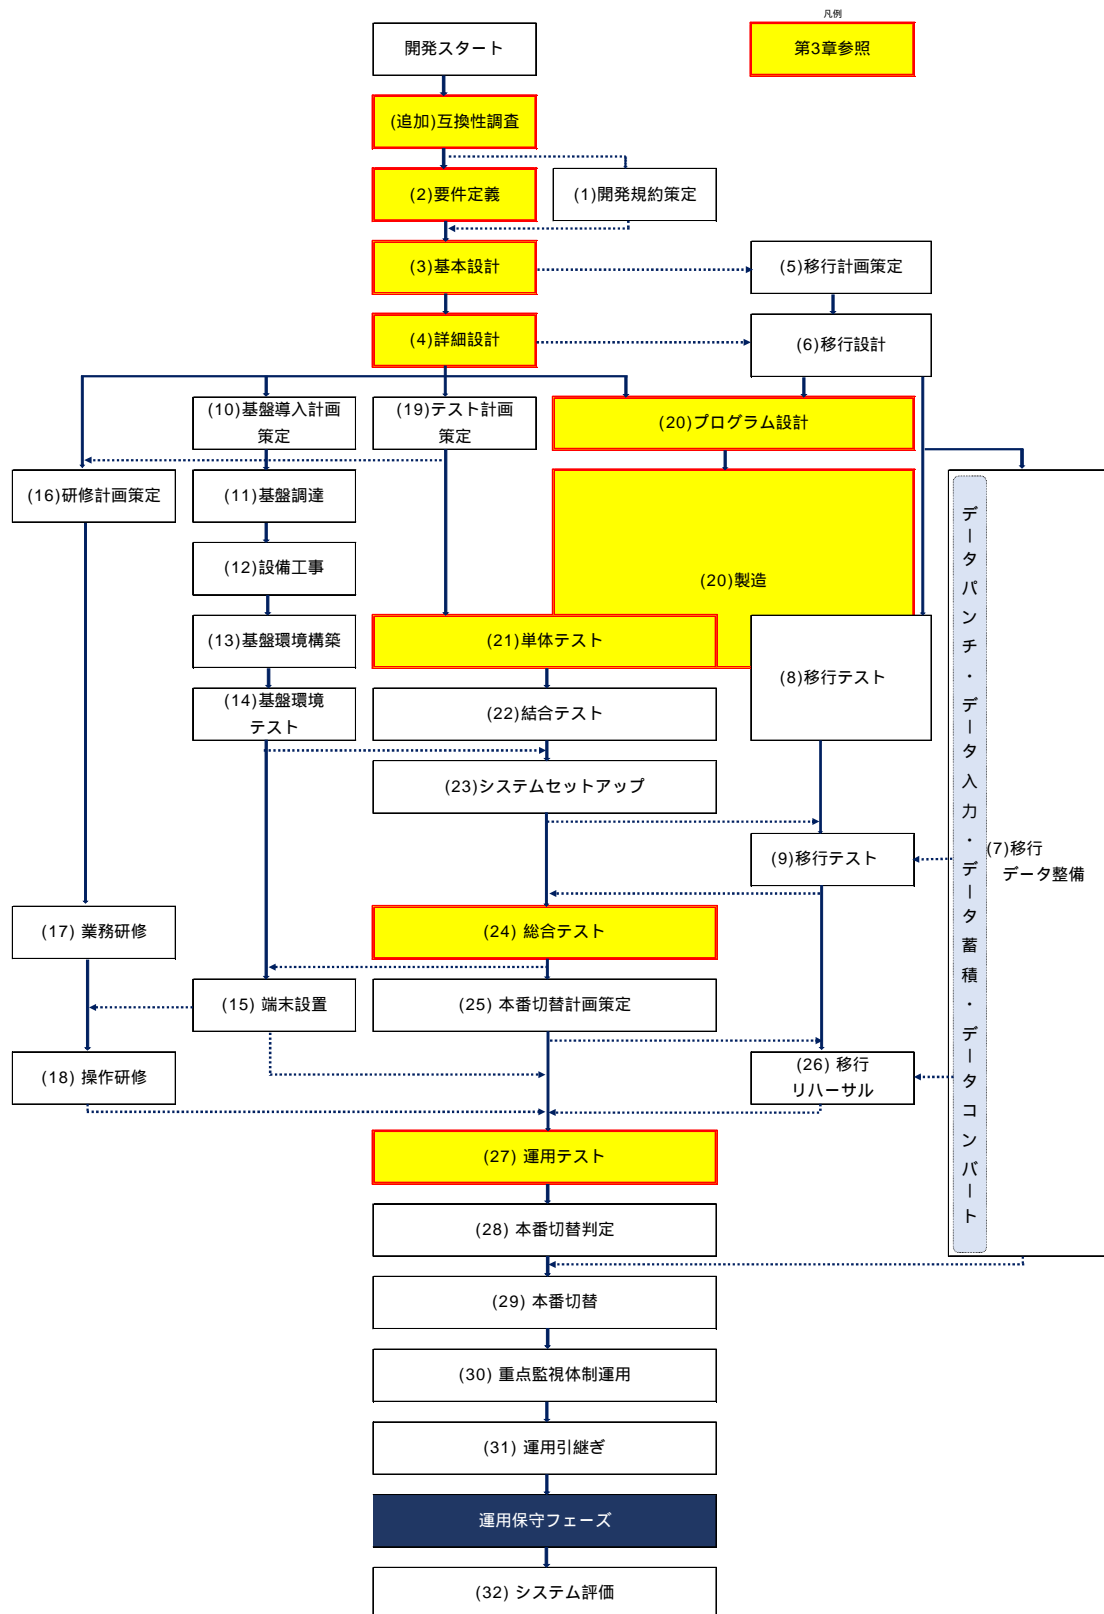 凡例
開発スタート
第3章参照
(追加)互換性調査
(2)要件定義
(1)開発規約策定
(3)基本設計
(5)移行計画策定
(4)詳細設計
(6)移行設計
(10)基盤導入計画
策定
(19)テスト計画
策定
(20)プログラム設計
(16)研修計画策定
(11)基盤調達
(12)設備工事
(20)製造
(13)基盤環境構築
(21)単体テスト
(8)移行テスト
(14)基盤環境
テスト
(22)結合テスト
(23)システムセットアップ
データパンチ・データ入力・データ蓄積・データコンバート
(7)移行
データ整備
(9)移行テスト
(17) 業務研修
(24) 総合テスト
(15) 端末設置
(25) 本番切替計画策定
(18) 操作研修
(26) 移行
リハーサル
(27) 運用テスト
(28) 本番切替判定
(29) 本番切替
(30) 重点監視体制運用
(31) 運用引継ぎ
運用保守フェーズ
(32) システム評価